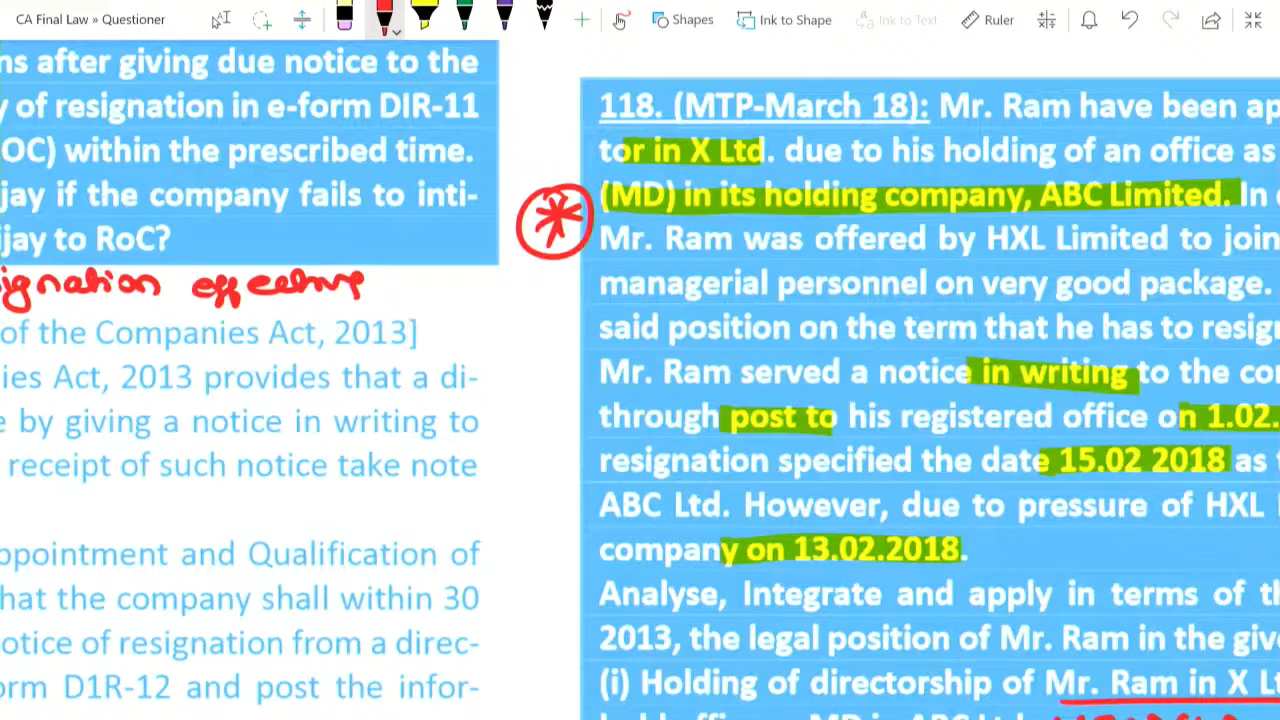 CA Final Law » Questioner
Shapes
Ink to Shape
Ink to Text
Ruler
ns after giving due notice to the
y of resignation in e-form DIR-11
OC) within the prescribed time.
jay if the company fails to inti-
ijay to RoC?
signation effective
of the Companies Act, 2013]
ies Act, 2013 provides that a di-
e by giving a notice in writing to
receipt of such notice take note
ppointment and Qualification of
hat the company shall within 30
otice of resignation from a direc-
orm D1R-12 and post the infor-
118. (MTP-March 18): Mr. Ram have been ap
tor in X Ltd. due to his holding of an office as
(MD) in its holding company, ABC Limited. In
Mr. Ram was offered by HXL Limited to join
managerial personnel on very good package.
said position on the term that he has to resig
Mr. Ram served a notice in writing to the co
through post to his registered office on 1.02.
resignation specified the date 15.02 2018 as
ABC Ltd. However, due to pressure of HXL
company on 13.02.2018.
Analyse, Integrate and apply in terms of th
2013, the legal position of Mr. Ram in the give
(i) Holding of directorship of Mr. Ram in X Lt